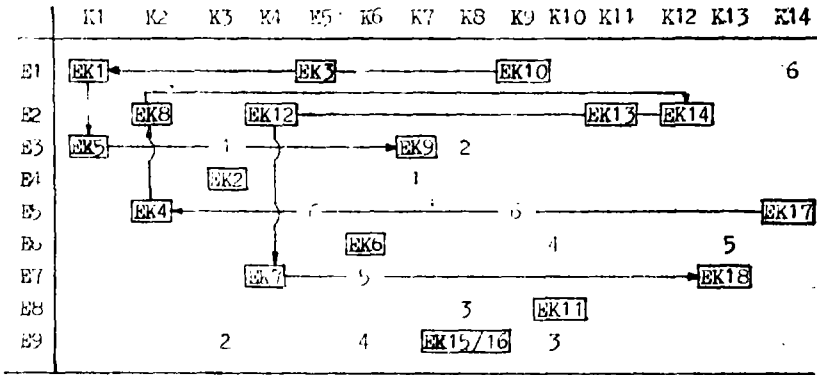 K1 K2 K3 K4 E5 K6 K7 K8 K9 K10 K11 K12 K13 K14
E1 EK1 EK3 EK10 6
E2 EK8 EK12 EK13 EK14
E3 EK5 1 EK9 2
E4 EK2 1
E5 EK4 6 EK17
E6 EK6 4 5
E7 EK7 5 EK18
E8 3 EK11
E9 2 4 EK15/16 3